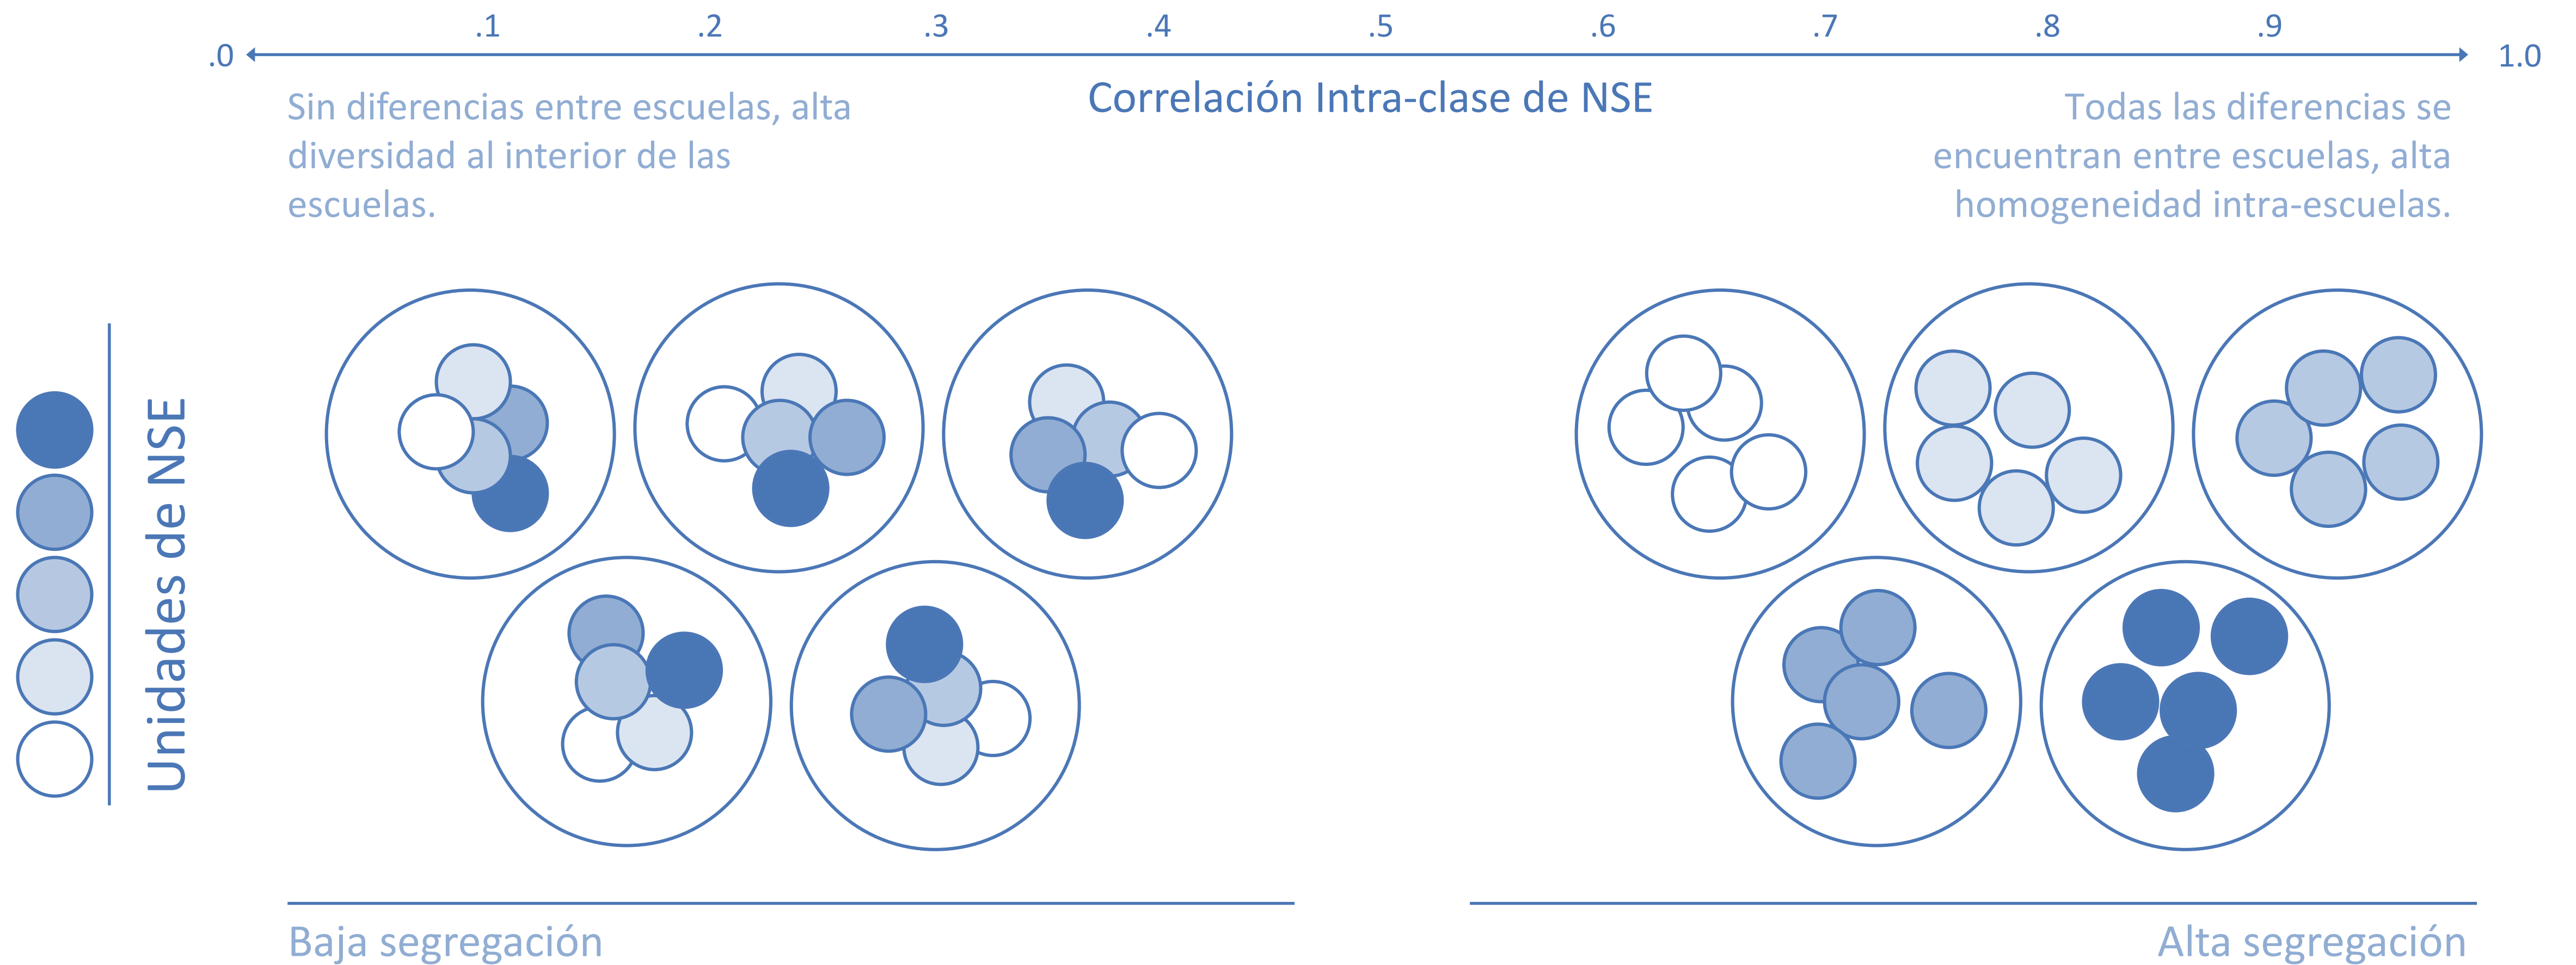 .1 .2 .3 .4 .5 .6 .7 .8 .9
.0 1.0
Correlación Intra-clase de NSE
Sin diferencias entre escuelas, alta
diversidad al interior de las
escuelas.
Todas las diferencias se
encuentran entre escuelas, alta
homogeneidad intra-escuelas.
Unidades de NSE
Baja segregación
Alta segregación